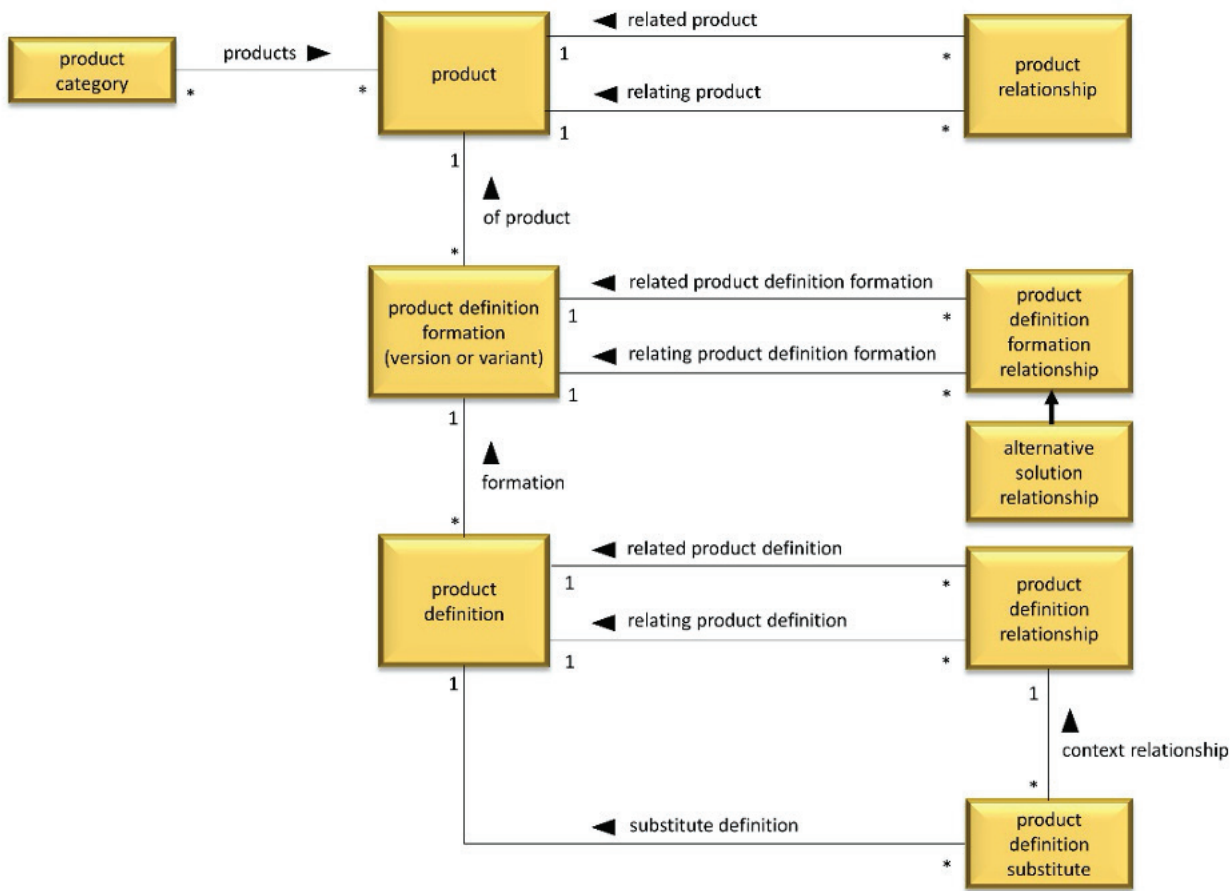 related product
products
product
category
*
*
product
1
*
product
relationship
relating product
1
*
1
of product
*
product definition
formation
(version or variant)
related product definition formation
1
*
product
definition
formation
relationship
relating product definition formation
1
*
1
formation
alternative
solution
relationship
*
related product definition
product
definition
1
*
product
definition
relationship
relating product definition
1
*
1
1
context relationship
*
substitute definition
*
product
definition
substitute